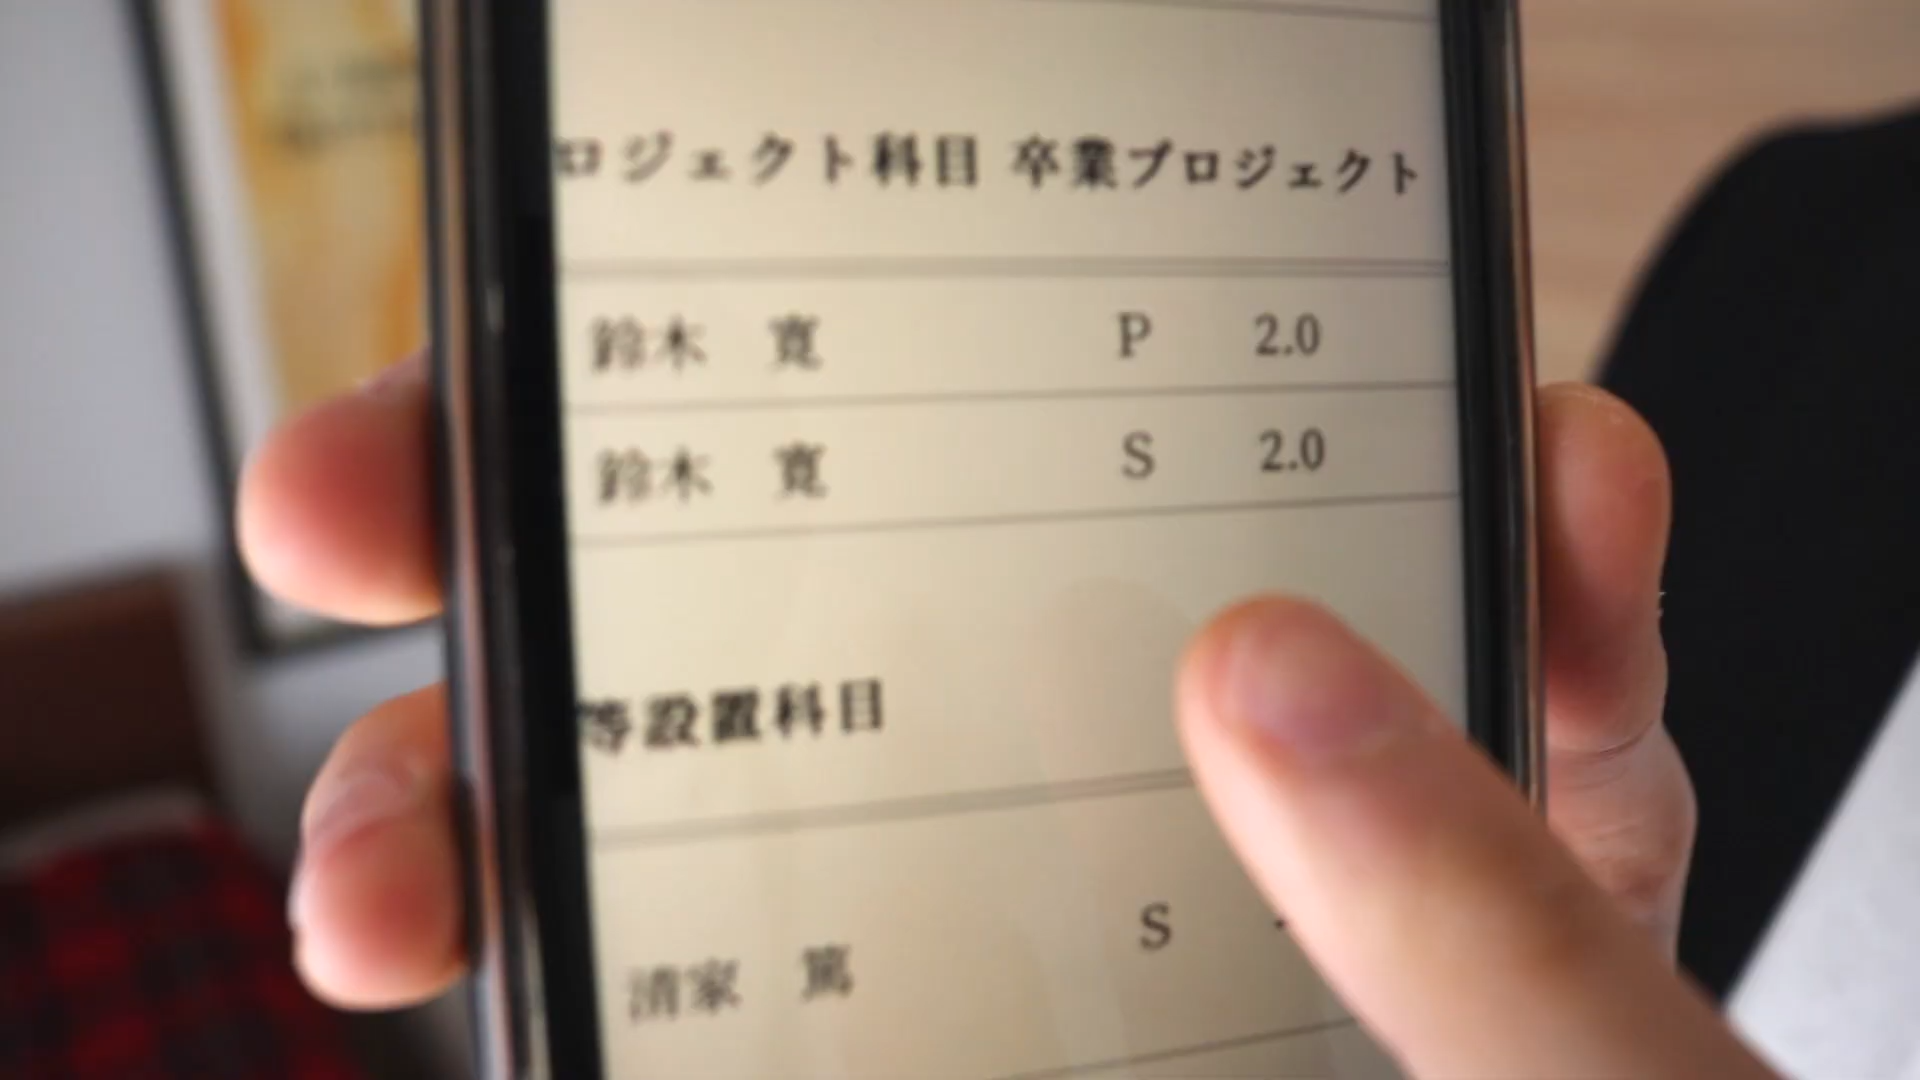 ロジェクト科目 卒業プロジェクト
鈴木 寛 P 2.0
鈴木 寛 S 2.0
等設置科目
清家 篤 S